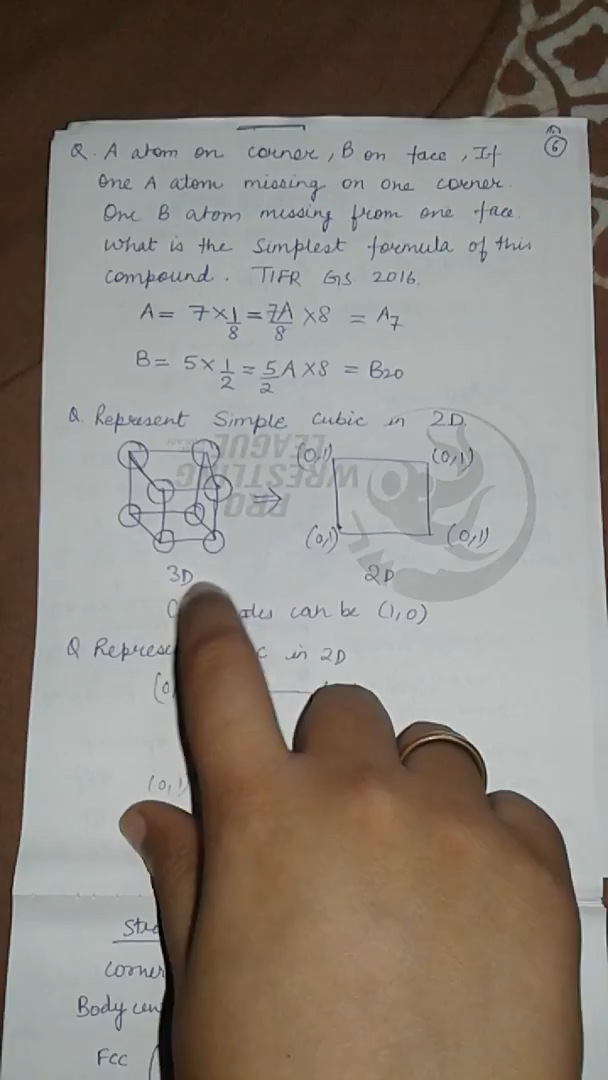 6
Q. A atom on corner, B on face, If
One A atom missing on one corner.
One B atom missing from one face.
What is the simplest formula of this
compound. TIFR GS 2016.
A = 7 × 1/8 = 7A/8 × 8 = A7
B = 5 × 1/2 = 5/2 A × 8 = B20
Q Represent Simple Cubic in 2D.
PRO
WRESTLING
LEAGUE
(0,1) (0,1)
⇒
(0,1) (0,1)
3D 2D
can be (1,0)
Q in 2D
(0,1)
corner
Body
FCC